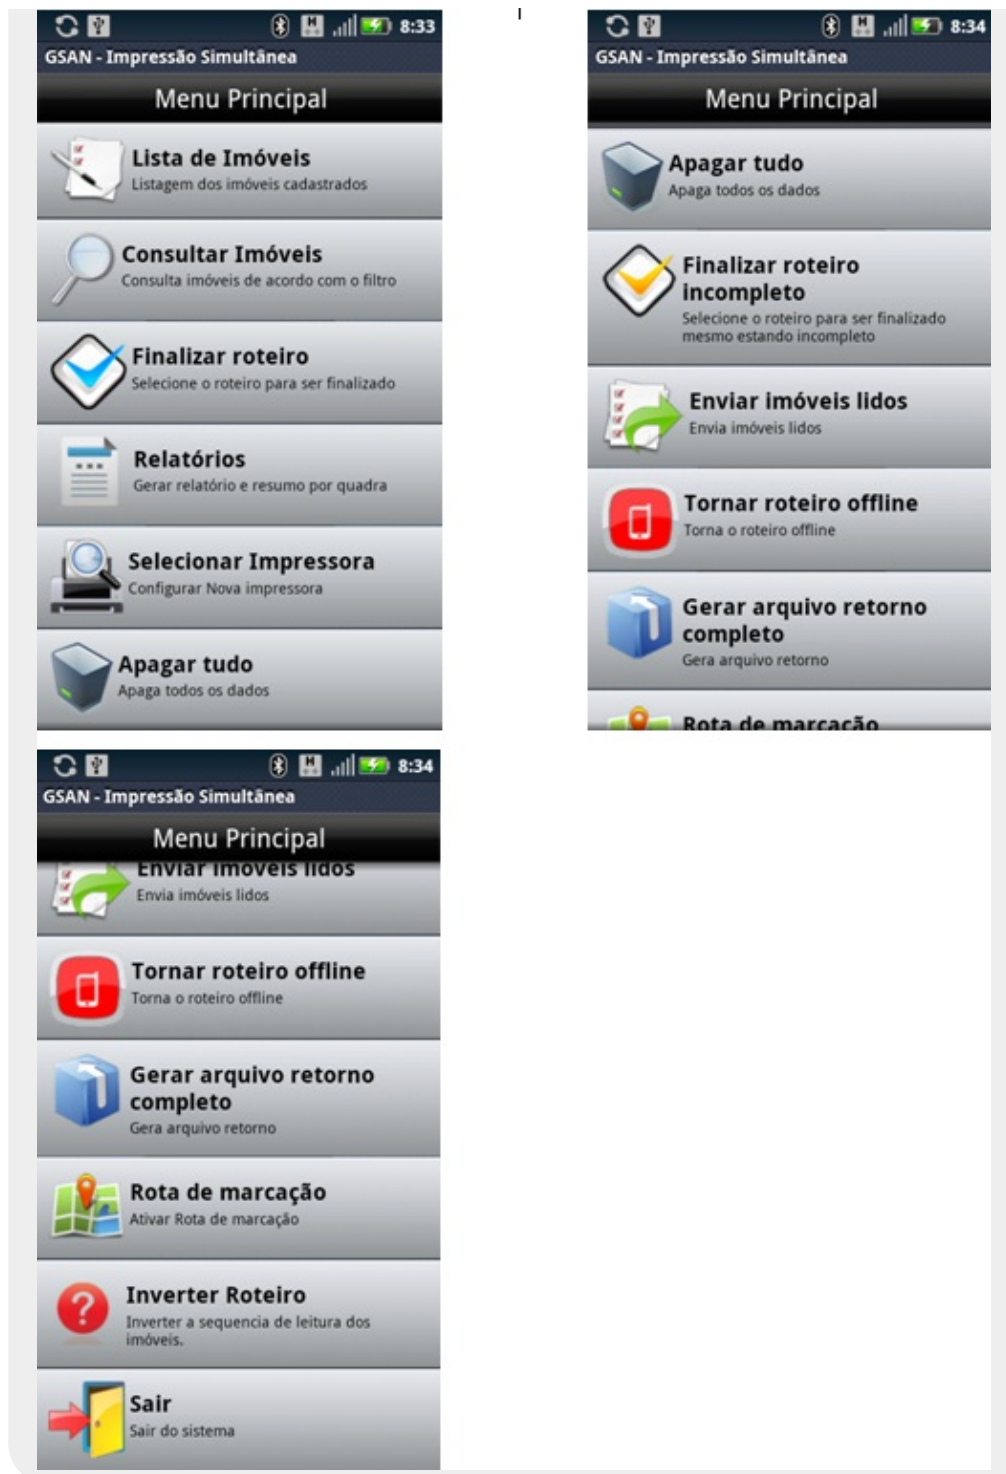 8:33
GSAN - Impressão Simultânea
Menu Principal
Lista de Imóveis
Listagem dos imóveis cadastrados
Consultar Imóveis
Consulta imóveis de acordo com o filtro
Finalizar roteiro
Selecione o roteiro para ser finalizado
Relatórios
Gerar relatório e resumo por quadra
Selecionar Impressora
Configurar Nova impressora
Apagar tudo
Apaga todos os dados
8:34
GSAN - Impressão Simultânea
Menu Principal
Apagar tudo
Apaga todos os dados
Finalizar roteiro
incompleto
Selecione o roteiro para ser finalizado
mesmo estando incompleto
Enviar imóveis lidos
Envia imóveis lidos
Tornar roteiro offline
Torna o roteiro offline
Gerar arquivo retorno
completo
Gera arquivo retorno
Rota de marcação
8:34
GSAN - Impressão Simultânea
Menu Principal
Enviar imóveis lidos
Envia imóveis lidos
Tornar roteiro offline
Torna o roteiro offline
Gerar arquivo retorno
completo
Gera arquivo retorno
Rota de marcação
Ativar Rota de marcação
Inverter Roteiro
Inverter a sequencia de leitura dos
imóveis.
Sair
Sair do sistema